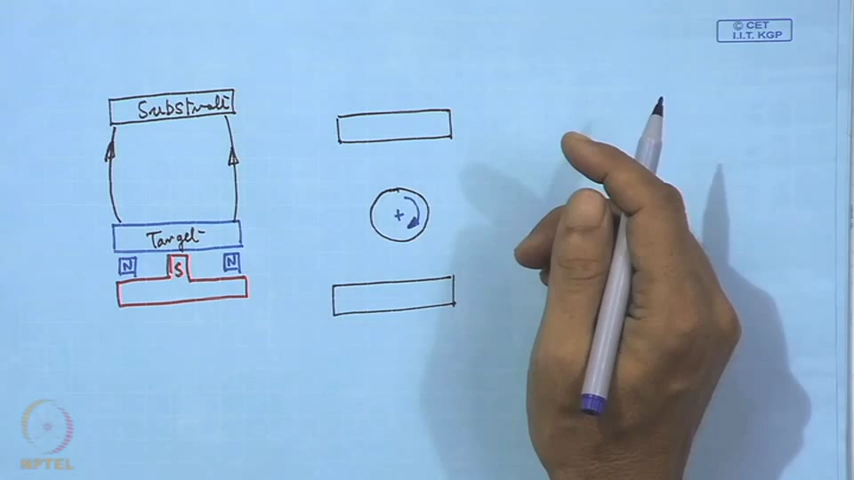 © CET
I.I.T. KGP
Substrate
Target
N S N
NPTEL